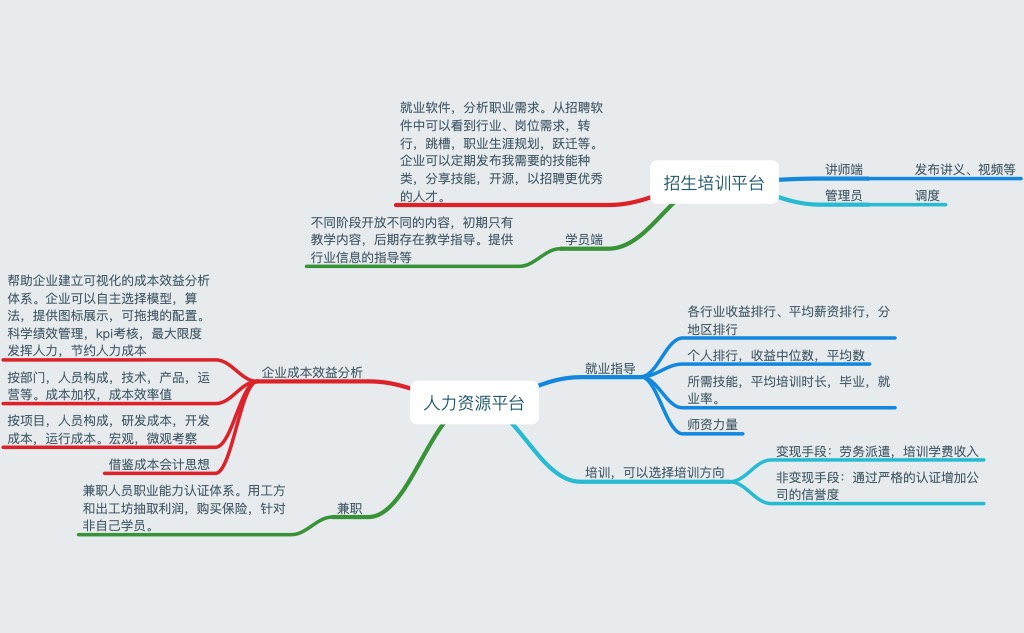 就业软件，分析职业需求。从招聘软
件中可以看到行业、岗位需求，转
行，跳槽，职业生涯规划，跃迁等。
企业可以定期发布我需要的技能种
类，分享技能，开源，以招聘更优秀
的人才。
招生培训平台
讲师端
发布讲义、视频等
管理员
调度
不同阶段开放不同的内容，初期只有
教学内容，后期存在教学指导。提供
行业信息的指导等
学员端
帮助企业建立可视化的成本效益分析
体系。企业可以自主选择模型，算
法，提供图标展示，可拖拽的配置。
科学绩效管理，kpi考核，最大限度
发挥人力，节约人力成本
按部门，人员构成，技术，产品，运
营等。成本加权，成本效率值
按项目，人员构成，研发成本，开发
成本，运行成本。宏观，微观考察
借鉴成本会计思想
企业成本效益分析
兼职人员职业能力认证体系。用工方
和出工坊抽取利润，购买保险，针对
非自己学员。
兼职
人力资源平台
就业指导
各行业收益排行、平均薪资排行，分
地区排行
个人排行，收益中位数，平均数
所需技能，平均培训时长，毕业，就
业率。
师资力量
培训，可以选择培训方向
变现手段：劳务派遣，培训学费收入
非变现手段：通过严格的认证增加公
司的信誉度